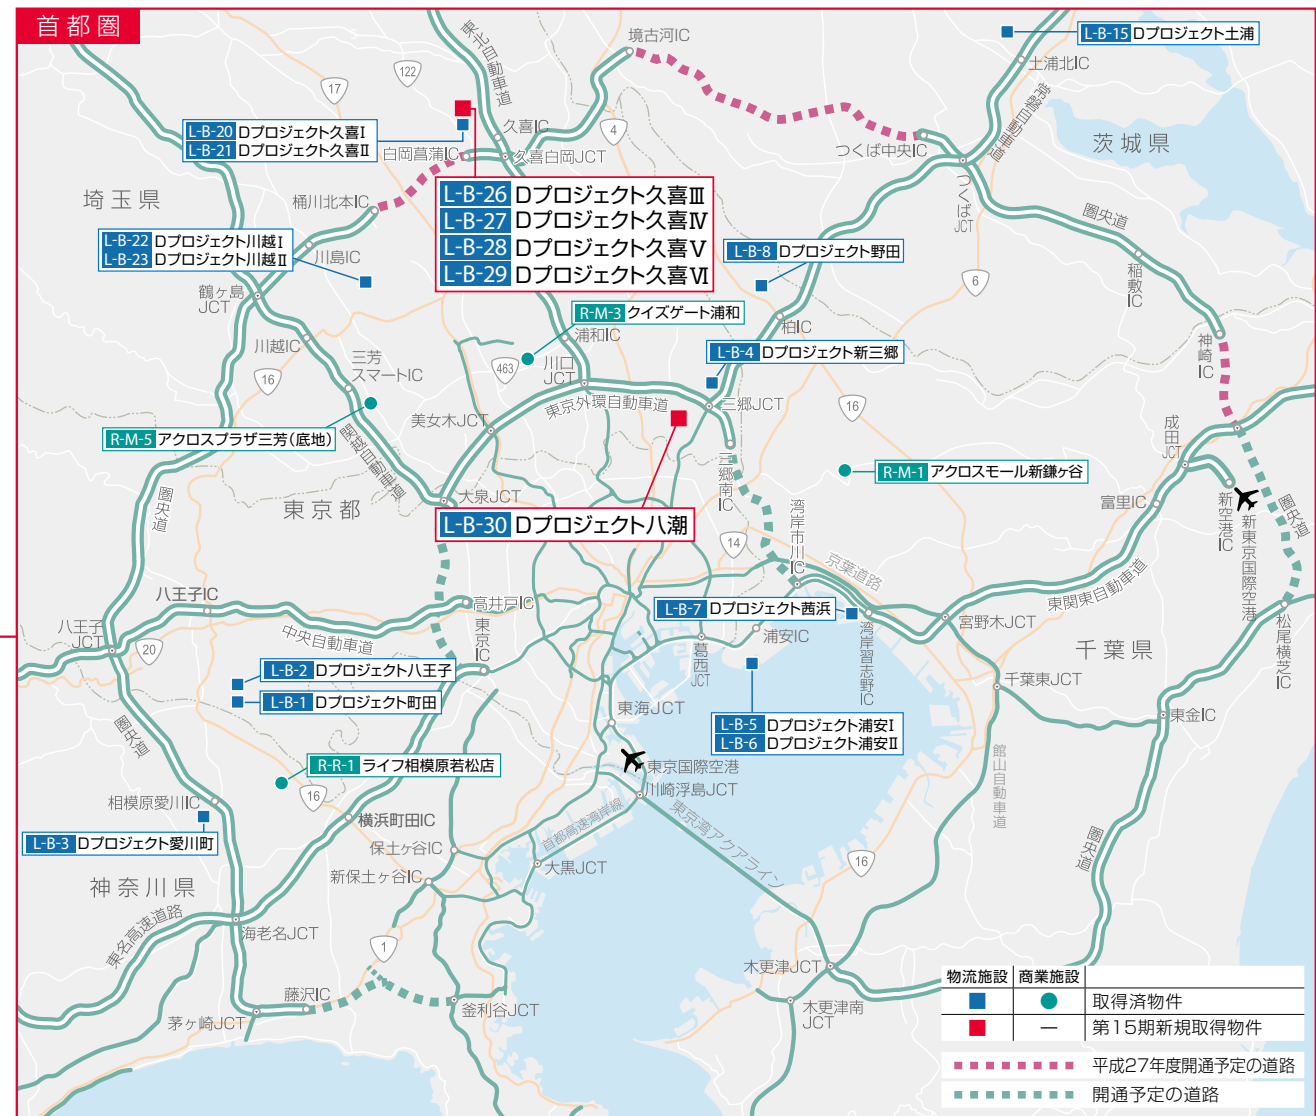 首都圏
境古河IC
L-B-15 Dプロジェクト土浦
東北自動車道
土浦北IC
122
17
常磐自動車道
L-B-20 Dプロジェクト久喜Ⅰ
L-B-21 Dプロジェクト久喜Ⅱ
久喜IC
4
白岡菖蒲IC
久喜白岡JCT
つくば中央IC
茨城県
埼玉県
桶川北本IC
L-B-26 Dプロジェクト久喜Ⅲ
L-B-27 Dプロジェクト久喜Ⅳ
L-B-28 Dプロジェクト久喜Ⅴ
L-B-29 Dプロジェクト久喜Ⅵ
つくばJCT
圏央道
L-B-22 Dプロジェクト川越Ⅰ
L-B-23 Dプロジェクト川越Ⅱ
川島IC
L-B-8 Dプロジェクト野田
稲敷IC
6
鶴ヶ島JCT
R-M-3 クイズゲート浦和
柏IC
浦和IC
神崎IC
川越IC
L-B-4 Dプロジェクト新三郷
三芳スマートIC
463
川口JCT
16
東京外環自動車道
三郷JCT
16
美女木JCT
成田JCT
R-M-5 アクロスプラザ三芳(底地)
関越自動車道
三郷南IC
R-M-1 アクロスモール新鎌ヶ谷
圏央道
東京都
大泉JCT
富里IC
新空港IC
新東京国際空港
圏央道
L-B-30 Dプロジェクト八潮
14
湾岸市川IC
京葉道路
東関東自動車道
八王子IC
高井戸IC
L-B-7 Dプロジェクト茜浜
宮野木JCT
松尾横芝IC
八王子JCT
中央自動車道
東京IC
浦安IC
20
葛西JCT
湾岸習志野IC
千葉県
L-B-2 Dプロジェクト八王子
L-B-1 Dプロジェクト町田
千葉東JCT
圏央道
東海JCT
L-B-5 Dプロジェクト浦安Ⅰ
L-B-6 Dプロジェクト浦安Ⅱ
東金IC
R-R-1 ライフ相模原若松店
東京国際空港
館山自動車道
16
川崎浮島JCT
相模原愛川IC
横浜町田IC
首都高速湾岸線
東京湾アクアライン
L-B-3 Dプロジェクト愛川町
保土ヶ谷IC
圏央道
大黒JCT
16
神奈川県
新保土ヶ谷IC
東名高速道路
海老名JCT
1
木更津JCT
藤沢IC
釜利谷JCT
木更津南JCT
茅ヶ崎JCT
物流施設 商業施設
取得済物件
— 第15期新規取得物件
平成27年度開通予定の道路
開通予定の道路